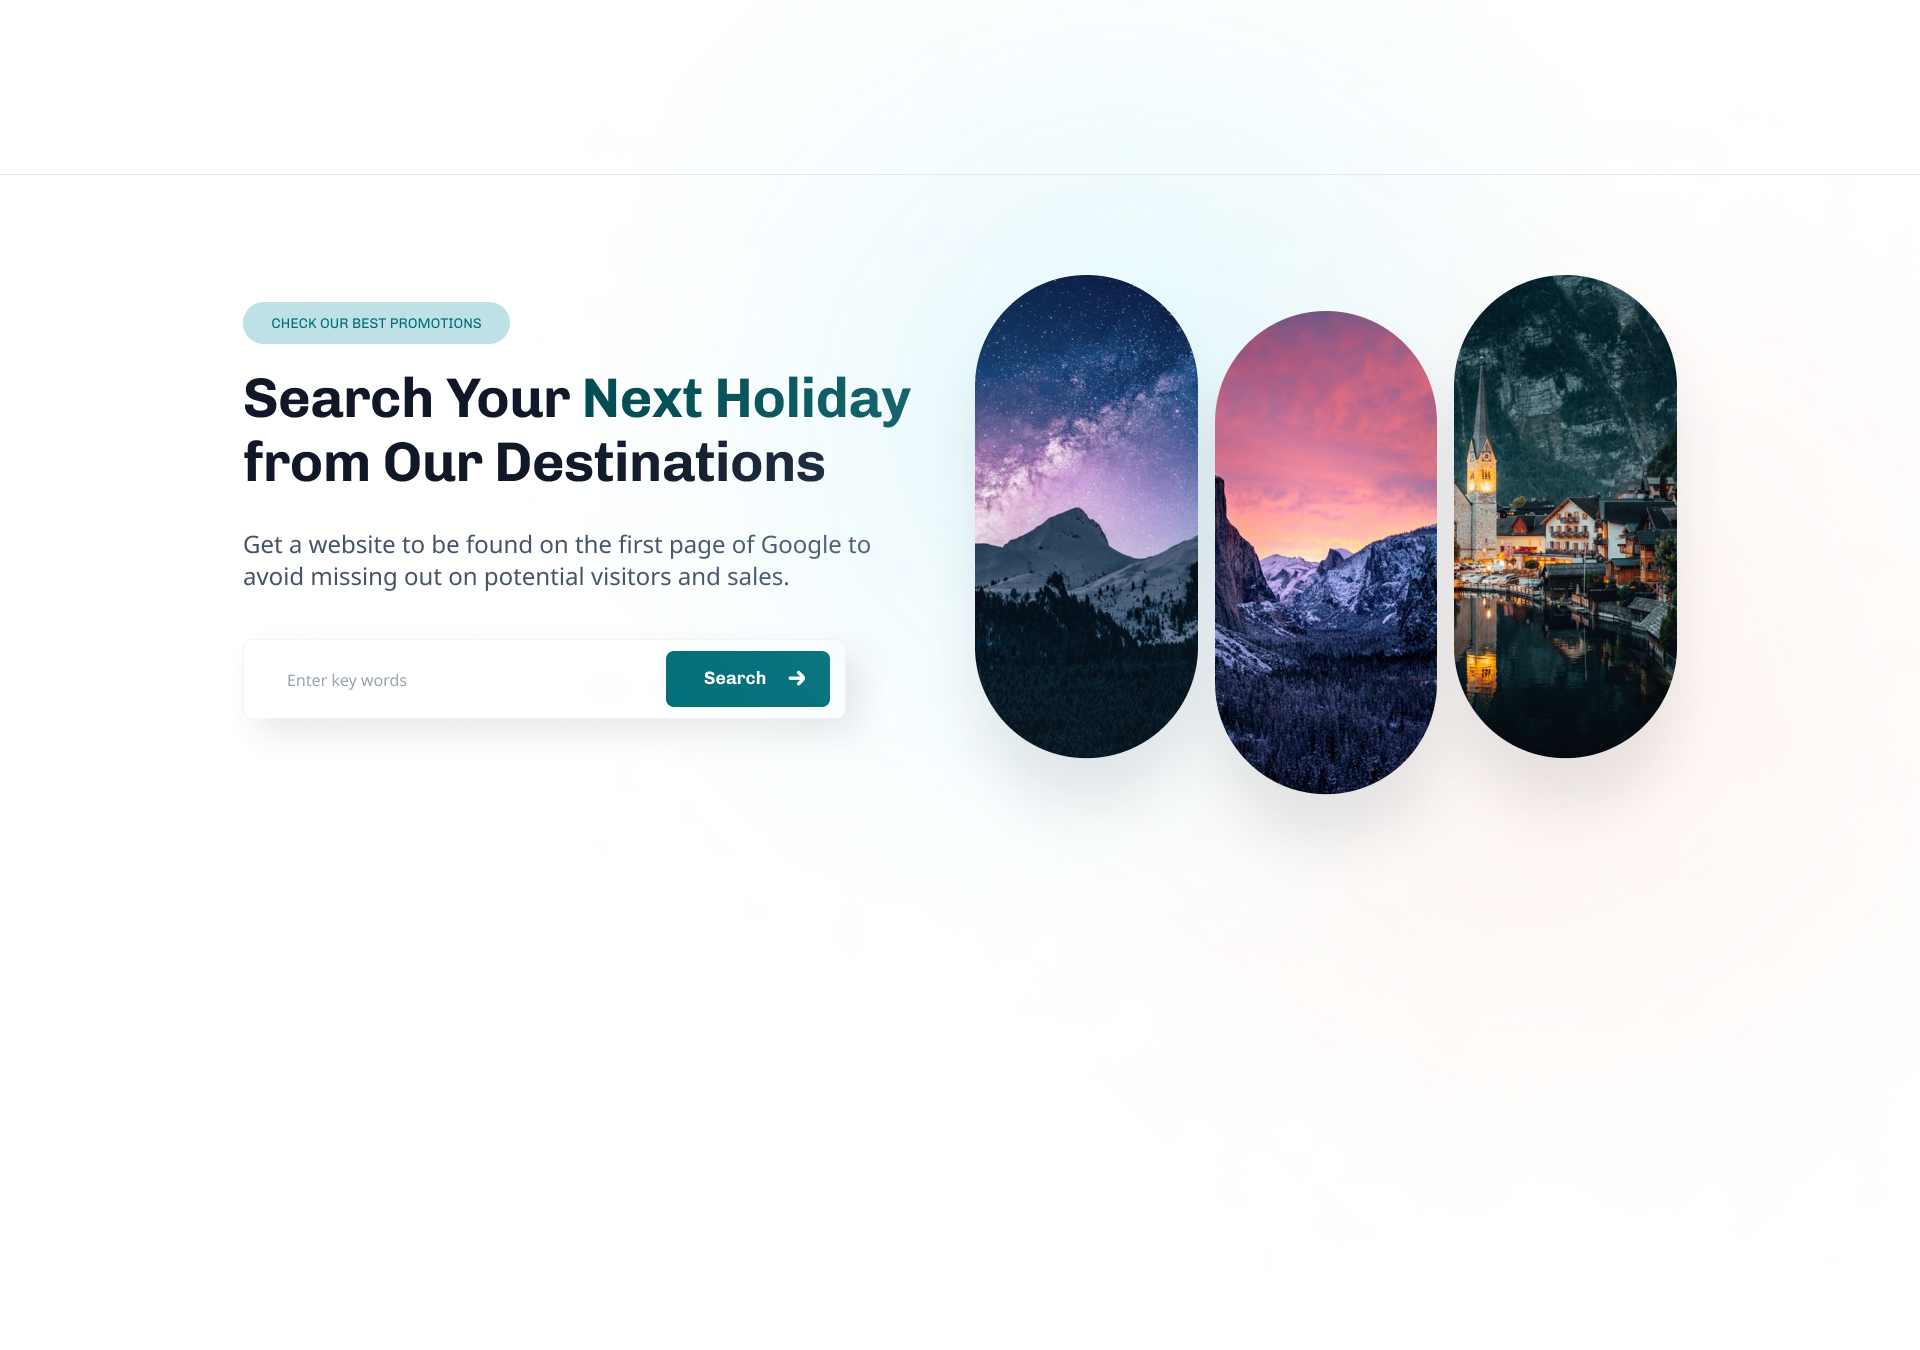 CHECK OUR BEST PROMOTIONS
Search Your Next Holiday
from Our Destinations
Get a website to be found on the first page of Google to
avoid missing out on potential visitors and sales.
Enter key words
Search